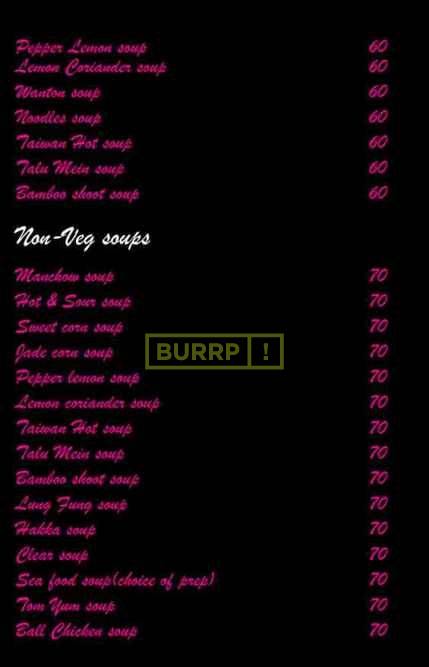 Pepper Lemon soup 60
Lemon Coriander soup 60
Wanton soup 60
Noodles soup 60
Taiwan Hot soup 60
Talu Mein soup 60
Bamboo shoot soup 60
Non-Veg soups
Manchow soup 70
Hot & Sour soup 70
Sweet corn soup 70
Jade corn soup 70
BURRP !
Pepper lemon soup 70
Lemon coriander soup 70
Taiwan Hot soup 70
Talu Mein soup 70
Bamboo shoot soup 70
Lung Fung soup 70
Hakka soup 70
Clear soup 70
Sea food soup(choice of prep) 70
Tom Yum soup 70
Ball Chicken soup 70